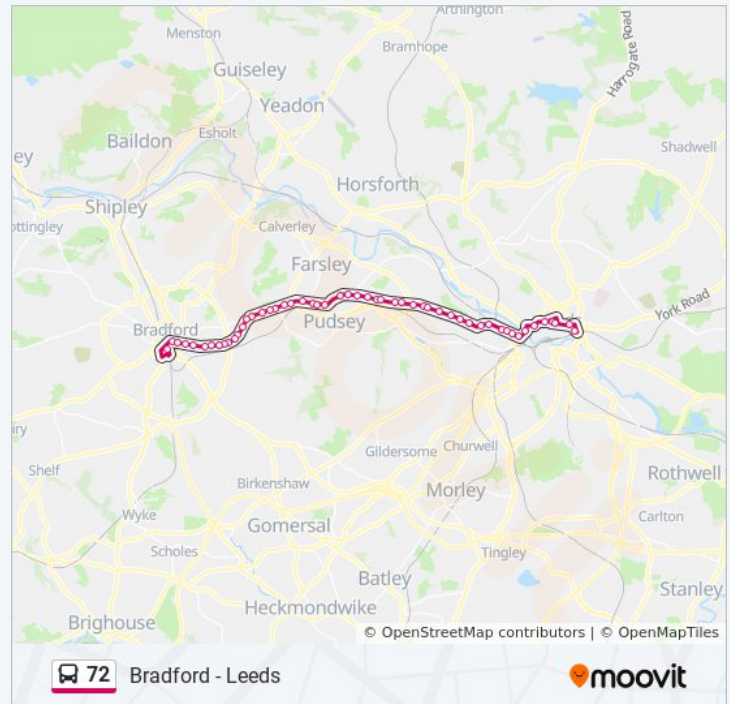 Arthington
Menston
Bramhope
Harrogate Road
Guiseley
Yeadon
Baildon
Esholt
Shadwell
ey
Horsforth
Shipley
ottingley
Calverley
Farsley
York Road
Bradford
Pudsey
iry
Gildersome
Churwell
Shelf
Rothwell
Birkenshaw
Morley
Wyke
Carlton
Gomersal
Scholes
Tingley
Batley
Stanley
Heckmondwike
Brighouse
© OpenStreetMap contributors | © OpenMapTiles
72 Bradford - Leeds
moovit